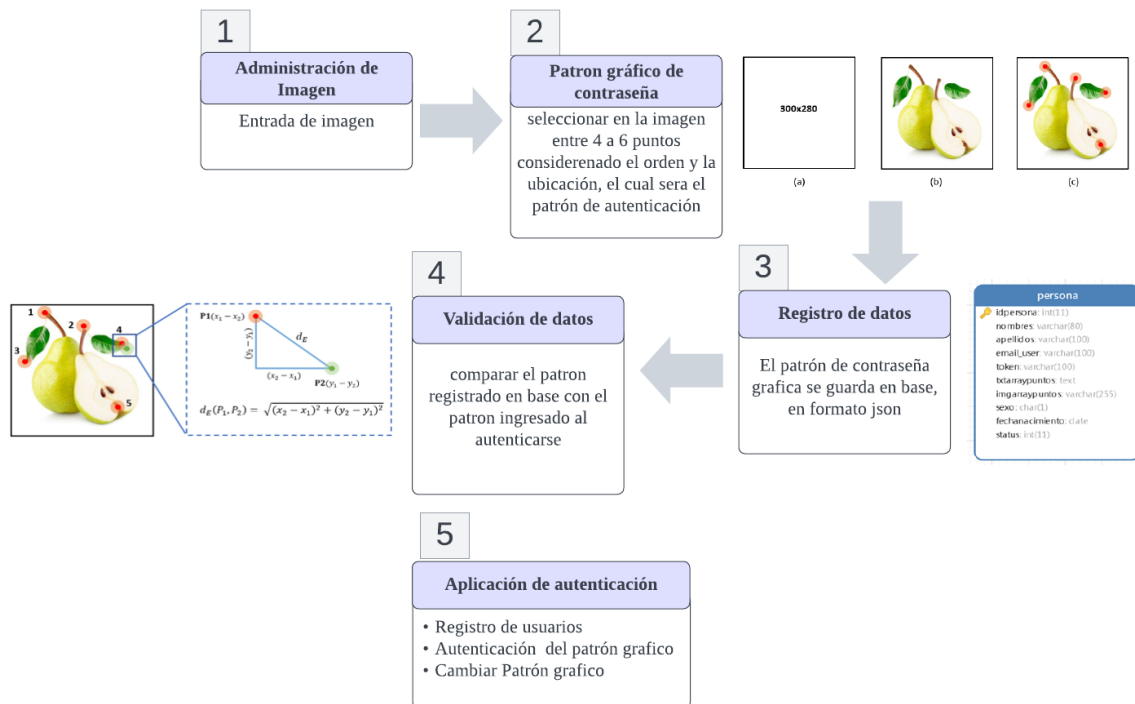 1
Administración de
Imagen
Entrada de imagen
2
Patron gráfico de
contraseña
seleccionar en la imagen
entre 4 a 6 puntos
considerenado el orden y la
ubicación, el cual sera el
patrón de autenticación
300x280
(a)
(b)
(c)
3
Registro de datos
El patrón de contraseña
grafica se guarda en base,
en formato json
persona
idpersona: int(11)
nombres: varchar(80)
apellidos: varchar(100)
email_user: varchar(100)
token: varchar(100)
txtarraypuntos: text
imgarraypuntos: varchar(255)
sexo: char(1)
fechanacimiento: date
status: int(11)
4
Validación de datos
comparar el patron
registrado en base con el
patron ingresado al
autenticarse
1
2
3
4
5
P1(x₁ − x₂)
(y₂ − y₁)
d_E
(x₂ − x₁)
P2(y₁ − y₂)
d_E(P₁, P₂) = √(x₂ − x₁)² + (y₂ − y₁)²
5
Aplicación de autenticación
• Registro de usuarios
• Autenticación del patrón grafico
• Cambiar Patrón grafico